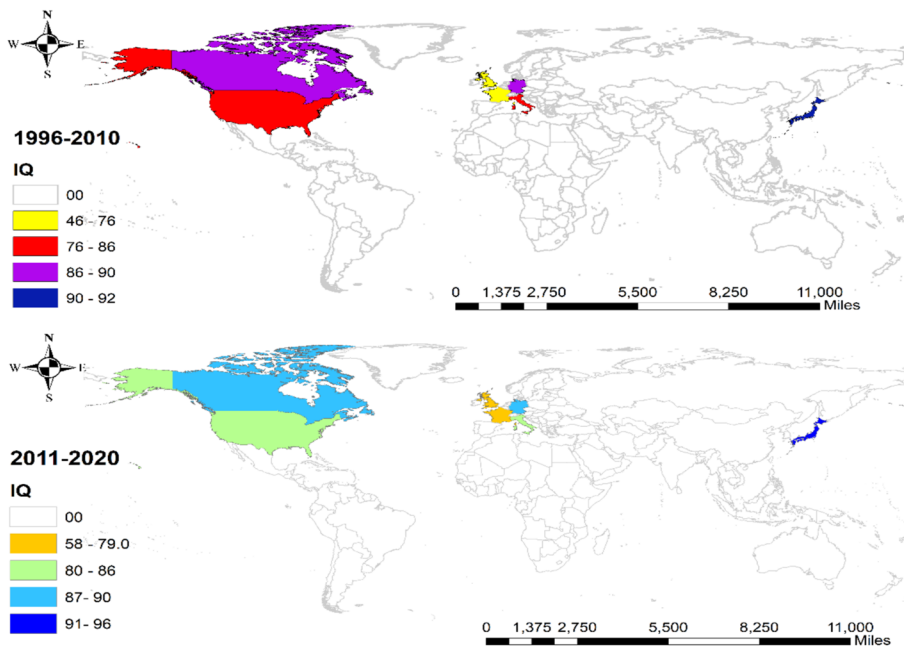 N
W E
S
1996-2010
IQ
00
46 - 76
76 - 86
86 - 90
90 - 92
0 1,375 2,750 5,500 8,250 11,000
Miles
N
W E
S
2011-2020
IQ
00
58 - 79.0
80 - 86
87- 90
91- 96
0 1,375 2,750 5,500 8,250 11,000
Miles